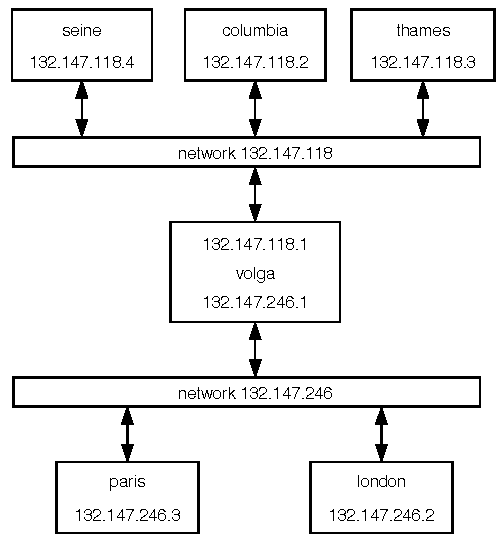 seine
132.147.118.4
columbia
132.147.118.2
thames
132.147.118.3
network 132.147.118
132.147.118.1
volga
132.147.246.1
network 132.147.246
paris
132.147.246.3
london
132.147.246.2